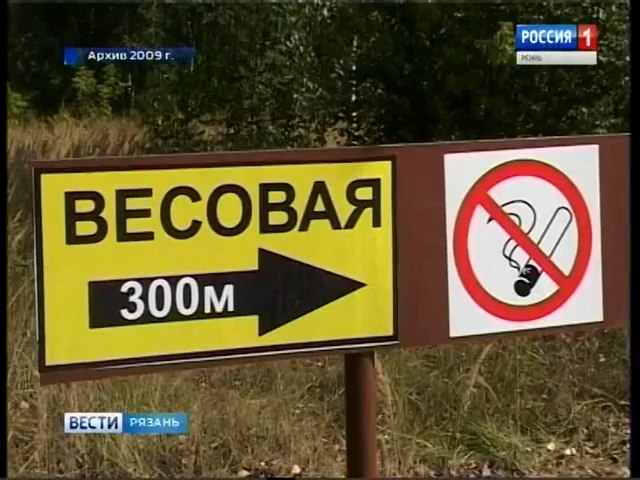 Архив 2009 г.
РОССИЯ 1
РЯЗАНЬ
ВЕСОВАЯ
300м
ВЕСТИ РЯЗАНЬ